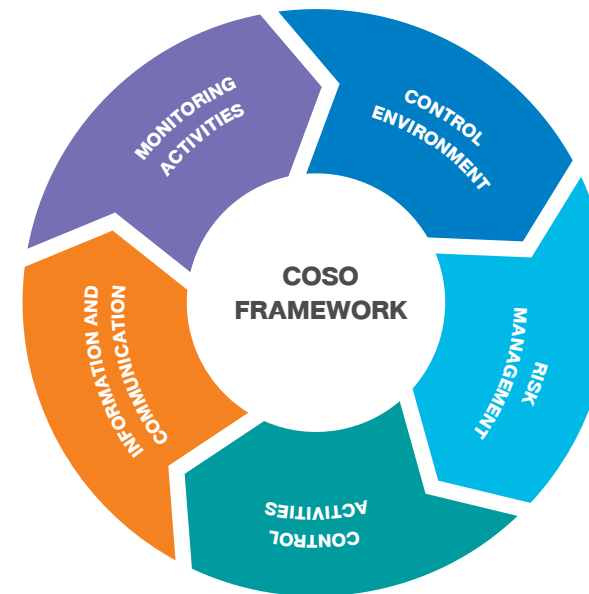 COSO
FRAMEWORK
CONTROL
ENVIRONMENT
RISK
MANAGEMENT
CONTROL
ACTIVITIES
INFORMATION AND
COMMUNICATION
MONITORING
ACTIVITIES